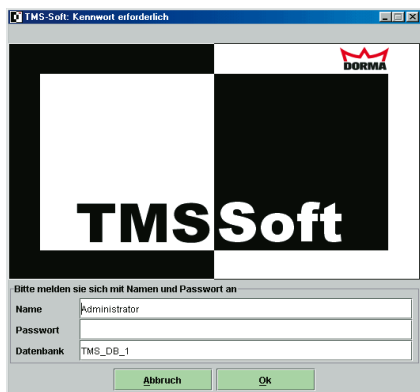 TMS-Soft: Kennwort erforderlich
DORMA
TMSSoft
Bitte melden sie sich mit Namen und Passwort an
Name Administrator
Passwort
Datenbank TMS_DB_1
Abbruch Ok